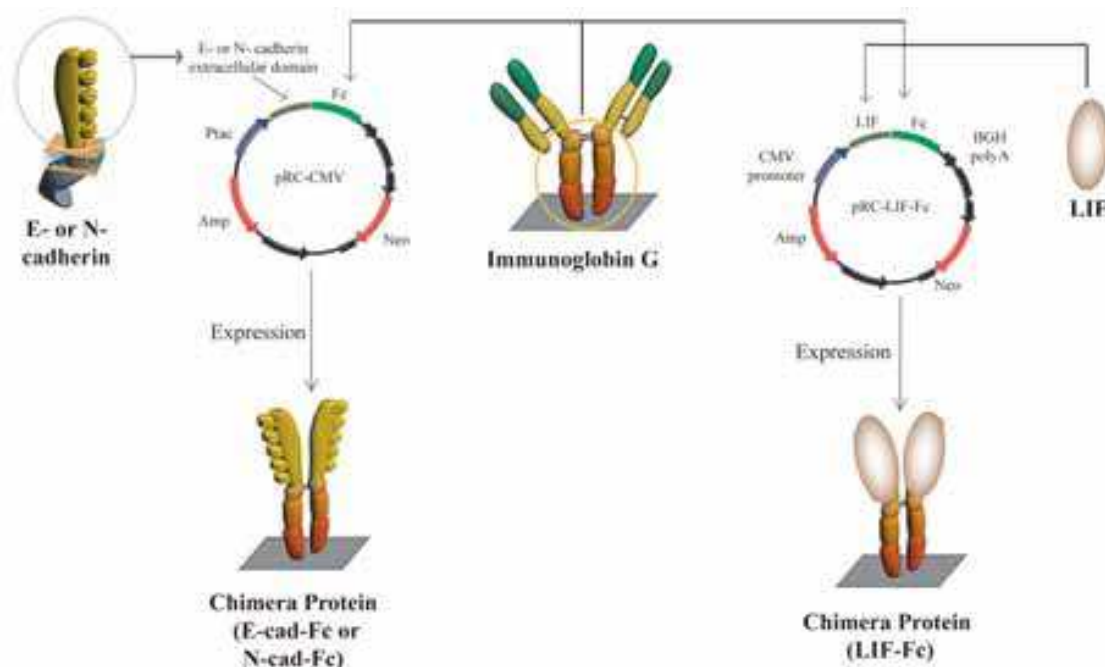 E- or N- cadherin
extracellular domain
Fc
Ptac
pRC-CMV
Amp
Neo
E- or N-
cadherin
Immunoglobin G
LIF
Fc
BGH
poly A
CMV
promoter
pRC-LIF-Fc
Amp
Neo
LIF
Expression
Expression
Chimera Protein
(E-cad-Fc or
N-cad-Fc)
Chimera Protein
(LIF-Fc)